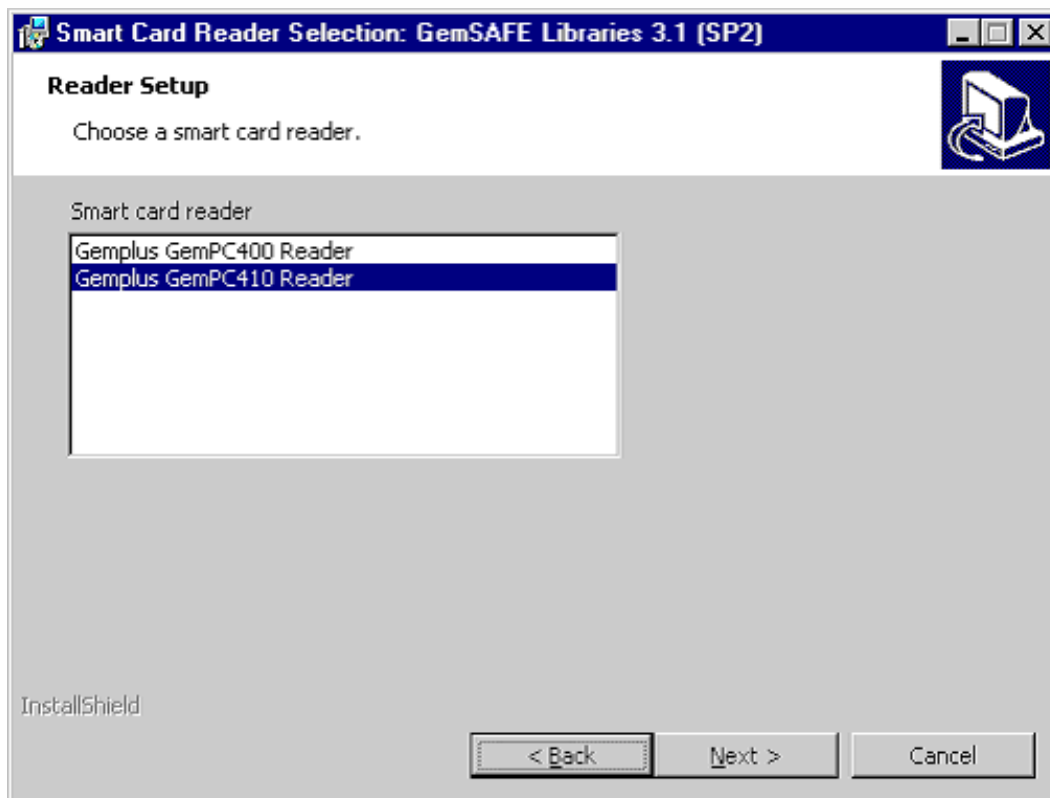 Smart Card Reader Selection: GemSAFE Libraries 3.1 (SP2)
Reader Setup
Choose a smart card reader.
Smart card reader
Gemplus GemPC400 Reader
Gemplus GemPC410 Reader
InstallShield
< Back
Next >
Cancel